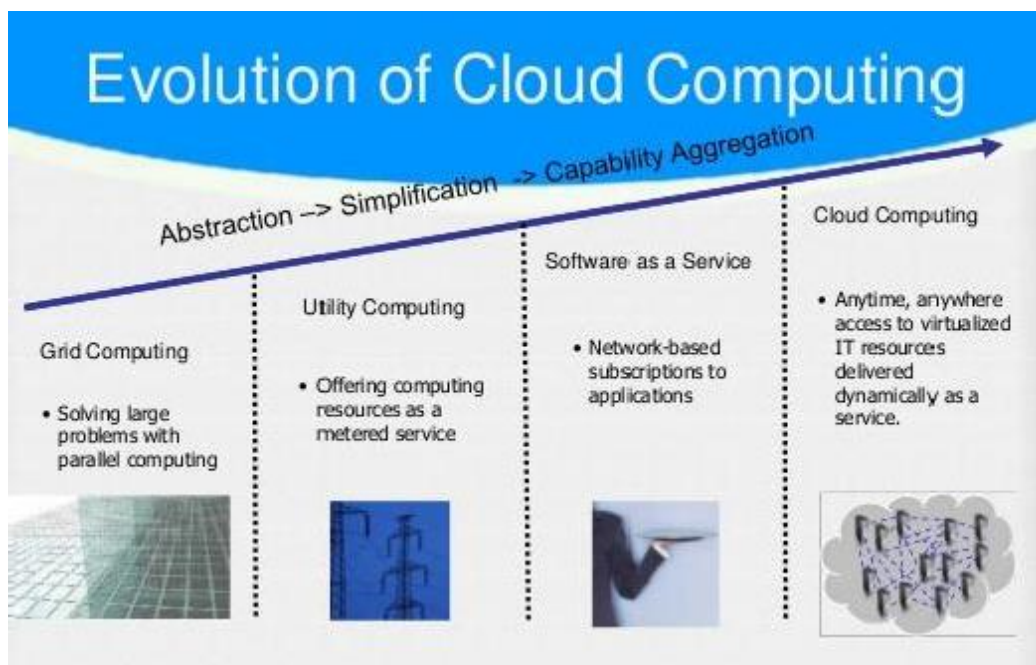 Evolution of Cloud Computing
Abstraction –> Simplification -> Capability Aggregation
Grid Computing
• Solving large
problems with
parallel computing
Utility Computing
• Offering computing
resources as a
metered service
Software as a Service
• Network-based
subscriptions to
applications
Cloud Computing
• Anytime, anywhere
access to virtualized
IT resources
delivered
dynamically as a
service.